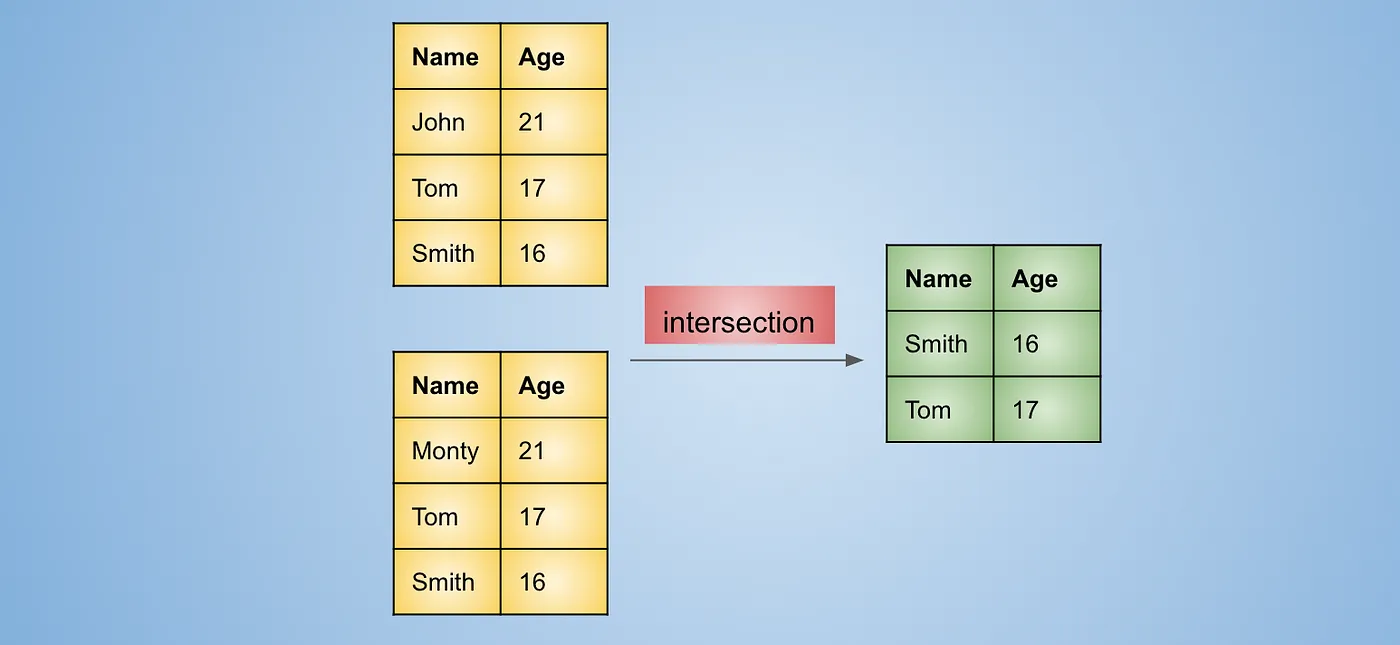 Name Age
John 21
Tom 17
Smith 16
intersection
Name Age
Monty 21
Tom 17
Smith 16
Name Age
Smith 16
Tom 17